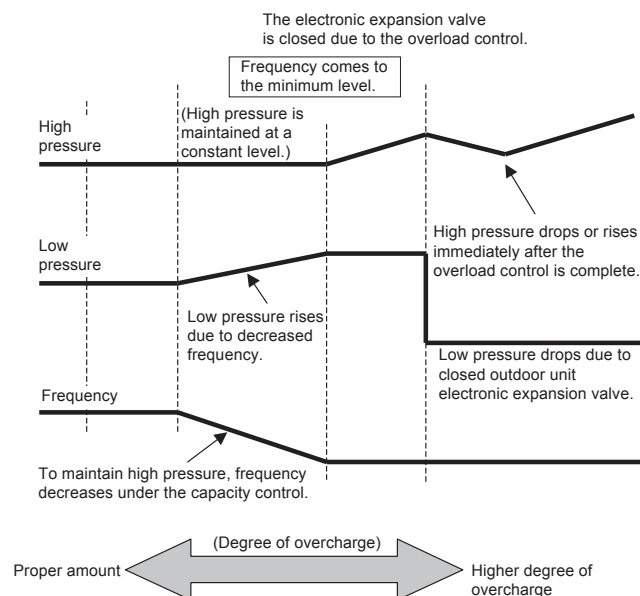 The electronic expansion valve
is closed due to the overload control.
Frequency comes to
the minimum level.
(High pressure is
maintained at a
constant level.)
High
pressure
High pressure drops or rises
immediately after the
overload control is complete.
Low
pressure
Low pressure rises
due to decreased
frequency.
Low pressure drops due to
closed outdoor unit
electronic expansion valve.
Frequency
To maintain high pressure, frequency
decreases under the capacity control.
(Degree of overcharge)
Proper amount
Higher degree of
overcharge